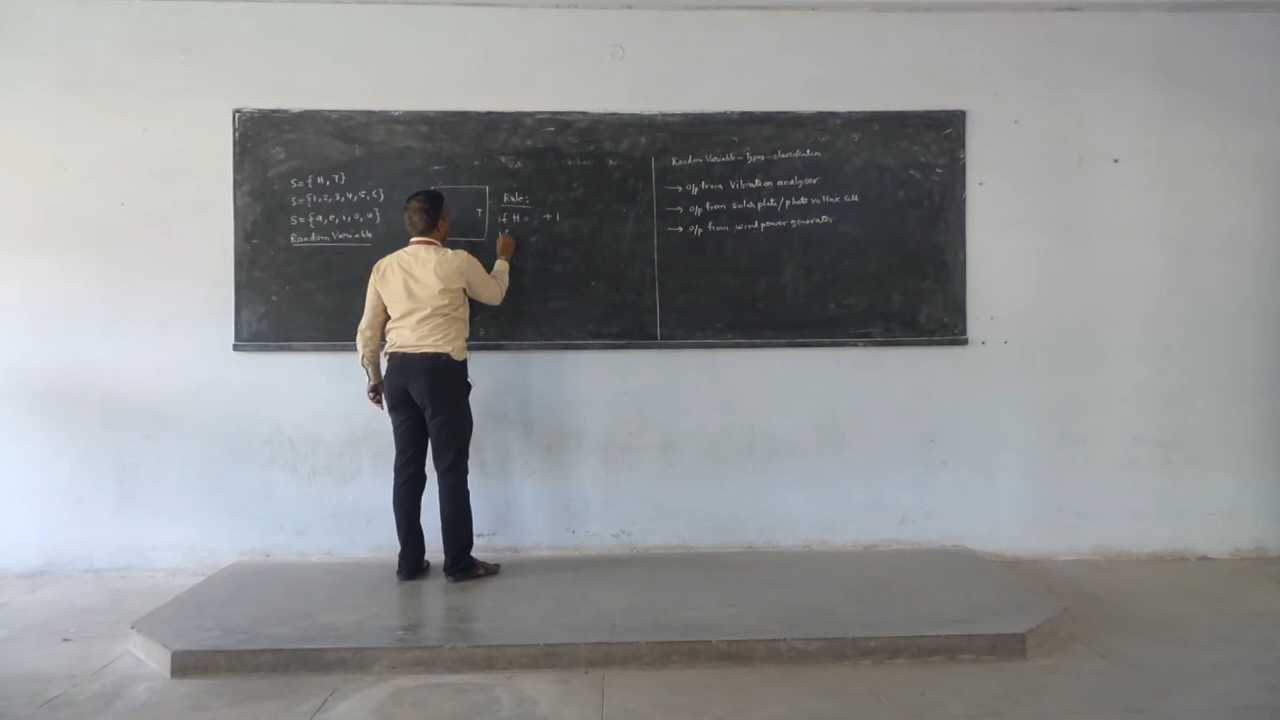 S = { H, T }
S = {1, 2, 3, 4, 5, 6}
S = {a, e, i, o, u}
Random Variable
T
Rule:
if H = +1
Random Variable - Types - classification
→ o/p from Vibration analyser
→ o/p from solar plate/photo voltaic cell
→ o/p from wind power generator